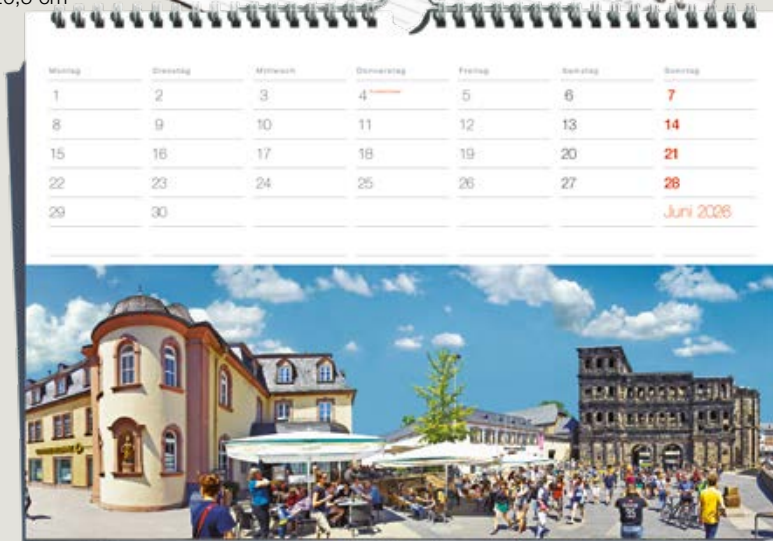 Montag Dienstag Mittwoch Donnerstag Freitag Samstag Sonntag
1 2 3 4 5 6 7
8 9 10 11 12 13 14
15 16 17 18 19 20 21
22 23 24 25 26 27 28
29 30 Juni 2026